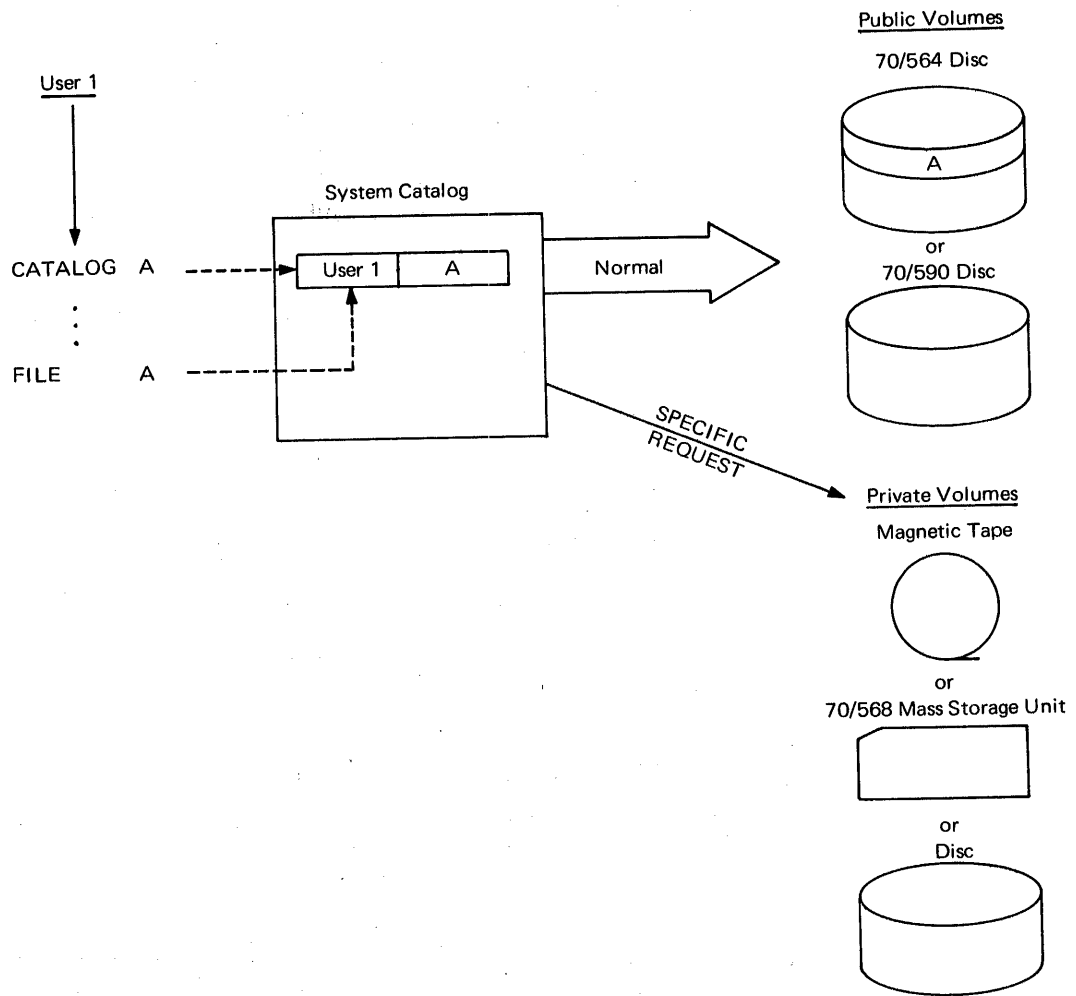 Public Volumes
70/564 Disc
User 1
A
System Catalog
or
70/590 Disc
CATALOG A
User 1 A
Normal
FILE A
SPECIFIC
REQUEST
Private Volumes
Magnetic Tape
or
70/568 Mass Storage Unit
or
Disc